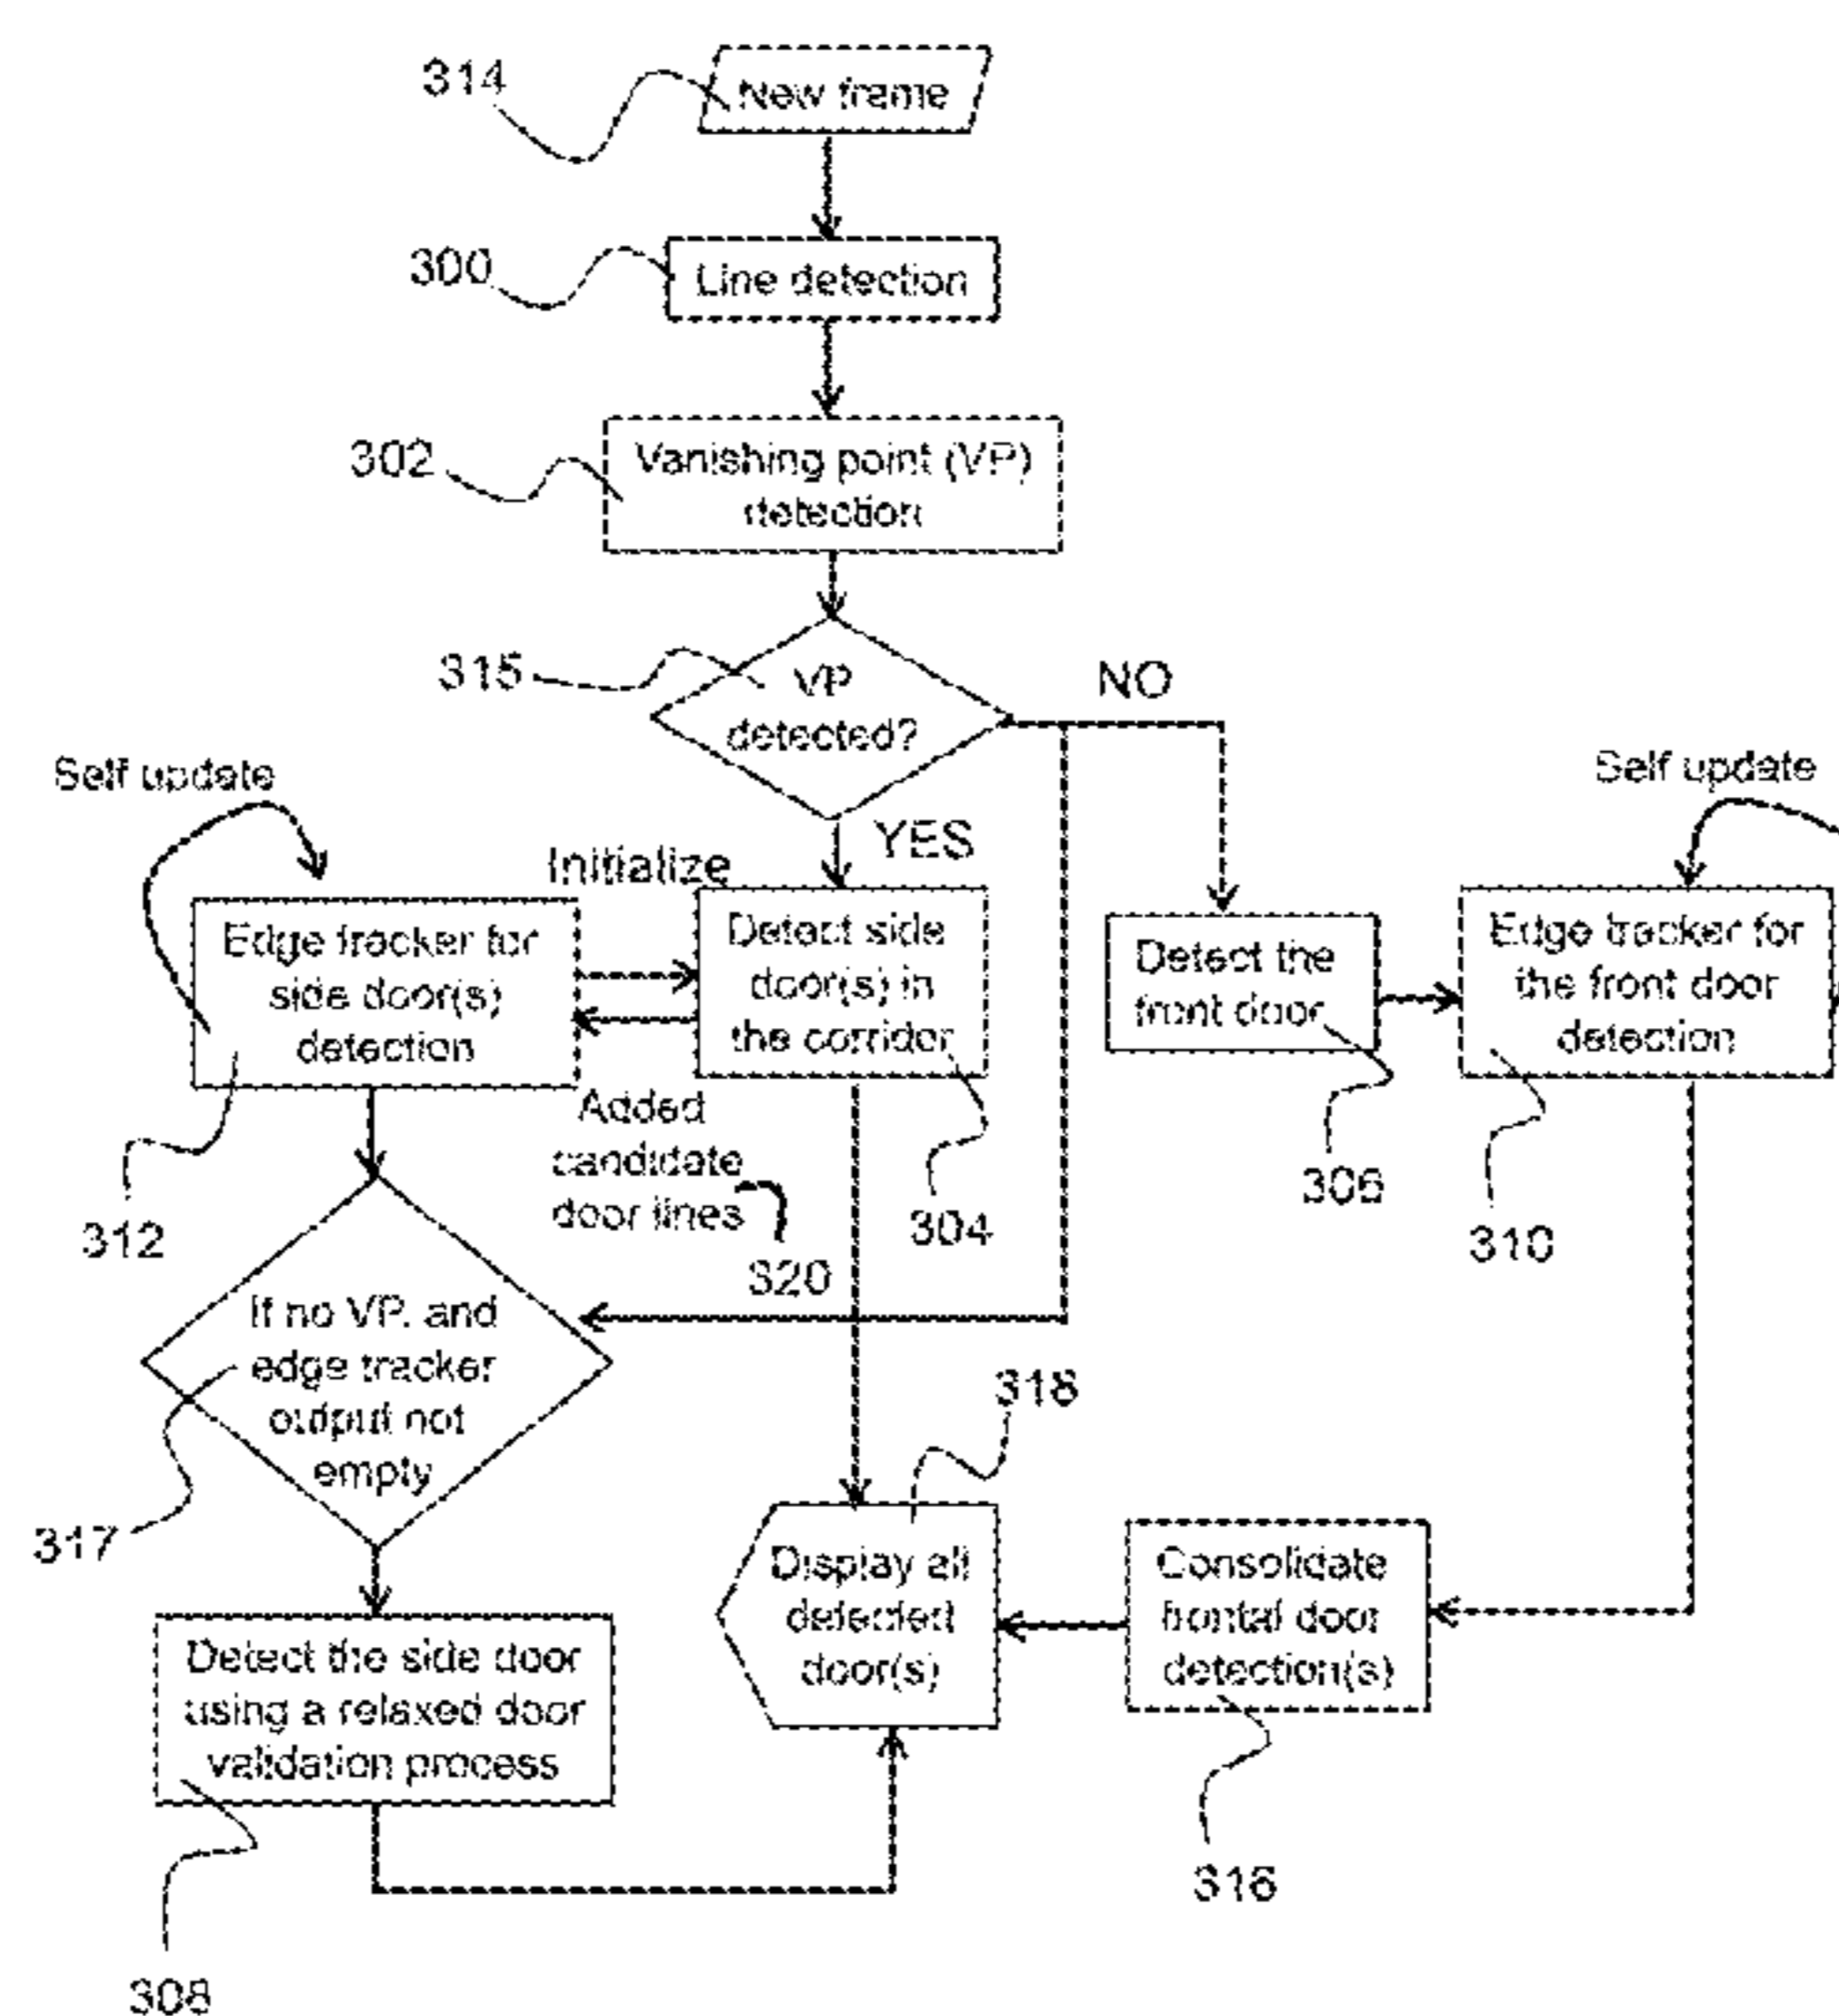 314
New frame
300
Line detection
302
Vanishing point (VP)
detection
315
VP
detected?
NO
YES
Self update
Initialize
Edge tracker for
side door(s)
detection
Detect side
door(s) in
the corridor
Detect the
front door
Self update
Edge tracker for
the front door
detection
Added
candidate
door lines
312
320
304
306
310
If no VP, and
edge tracker
output not
empty
317
318
Display all
detected
door(s)
Consolidate
frontal door
detection(s)
316
Detect the side door
using a relaxed door
validation process
308